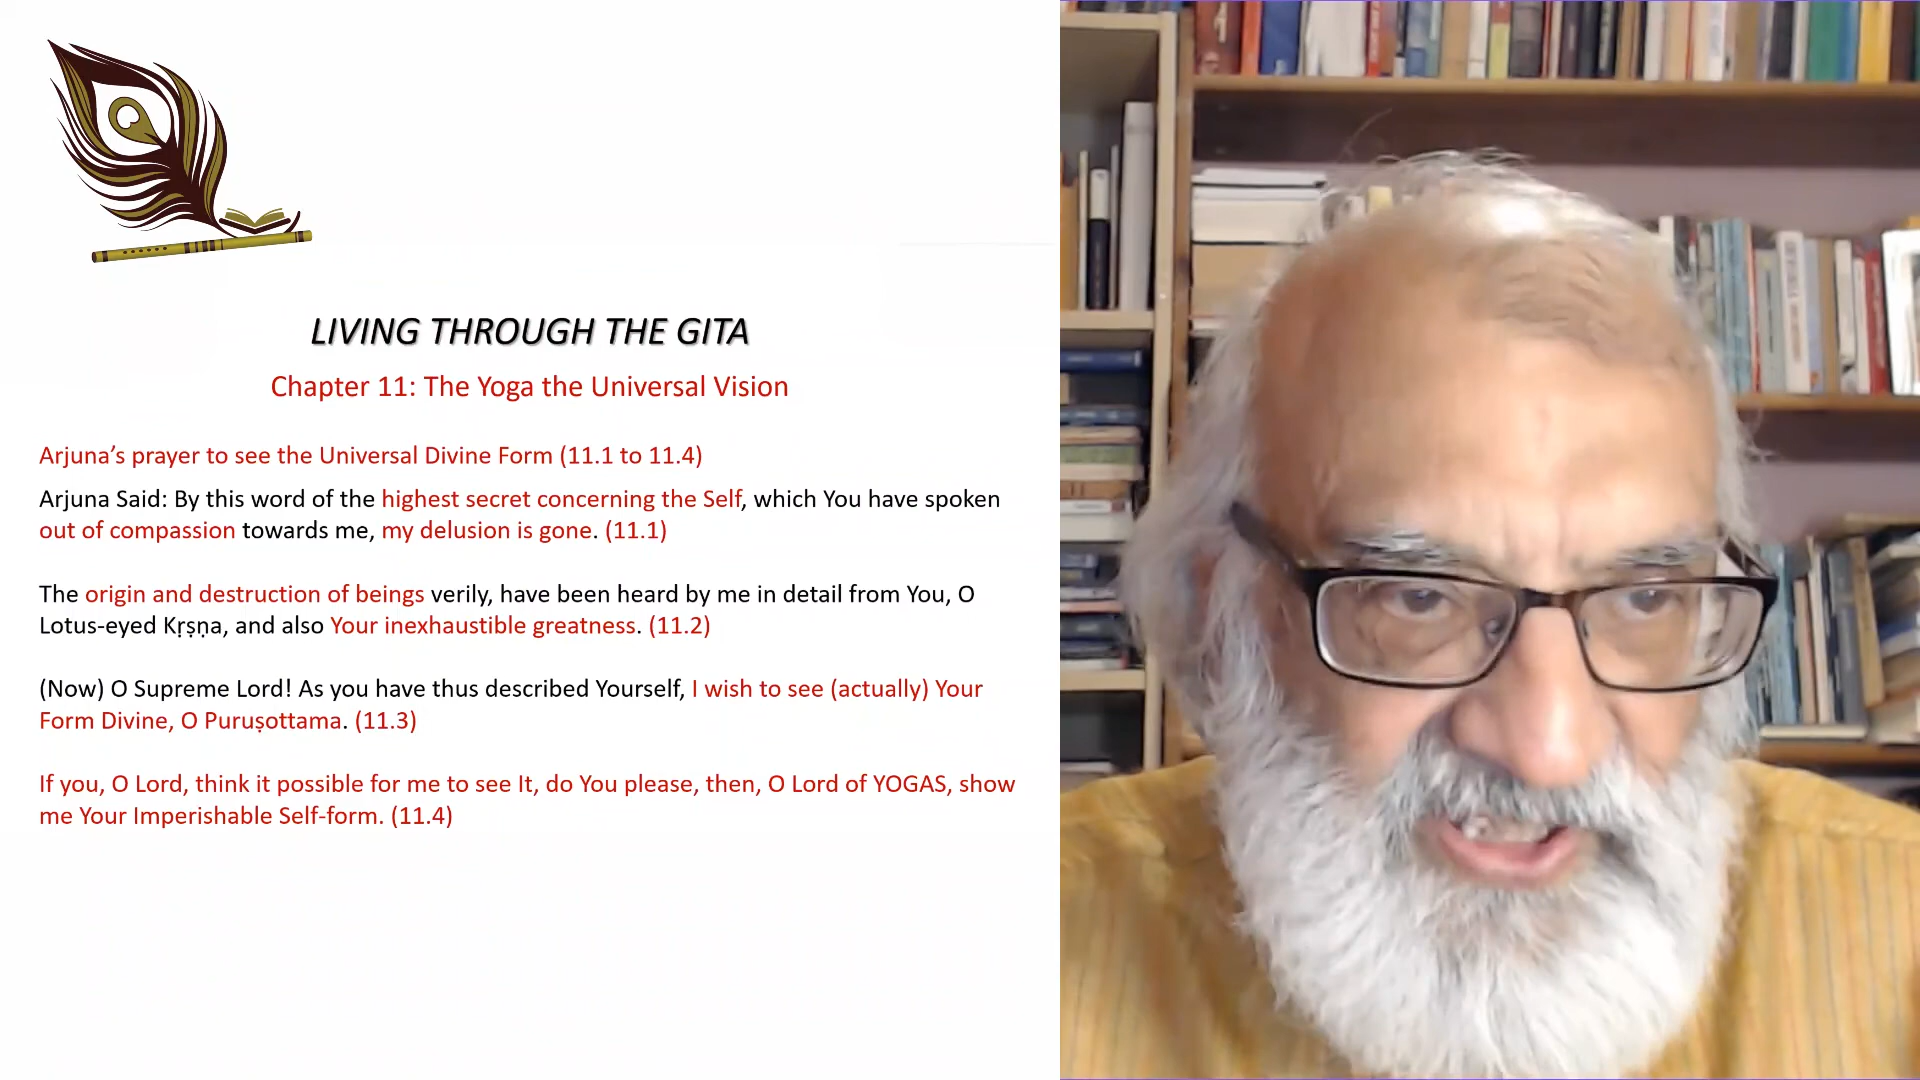 LIVING THROUGH THE GITA
Chapter 11: The Yoga the Universal Vision
Arjuna’s prayer to see the Universal Divine Form (11.1 to 11.4)
Arjuna Said: By this word of the highest secret concerning the Self, which You have spoken
out of compassion towards me, my delusion is gone. (11.1)
The origin and destruction of beings verily, have been heard by me in detail from You, O
Lotus-eyed Kṛṣṇa, and also Your inexhaustible greatness. (11.2)
(Now) O Supreme Lord! As you have thus described Yourself, I wish to see (actually) Your
Form Divine, O Puruṣottama. (11.3)
If you, O Lord, think it possible for me to see It, do You please, then, O Lord of YOGAS, show
me Your Imperishable Self-form. (11.4)